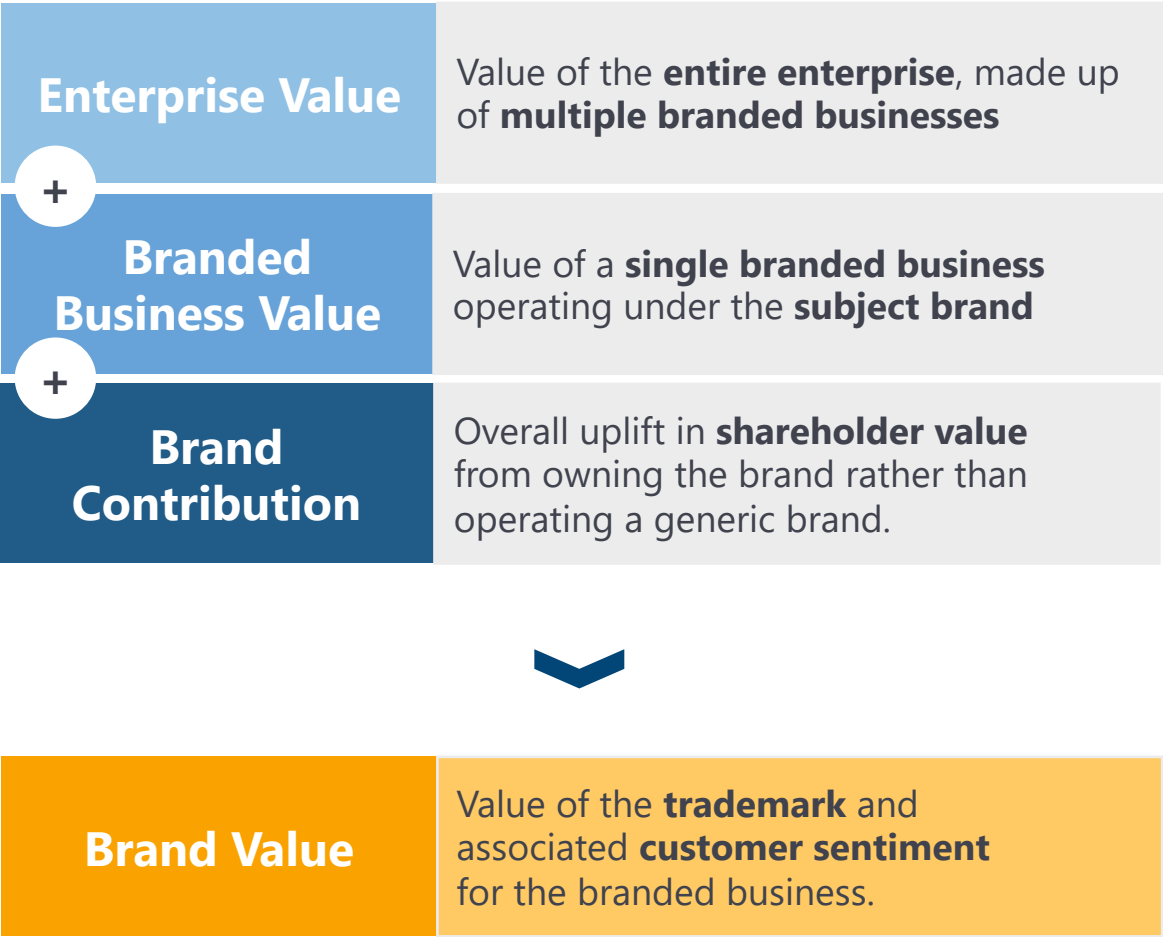 Enterprise Value
Value of the entire enterprise, made up
of multiple branded businesses
+
Branded
Business Value
Value of a single branded business
operating under the subject brand
+
Brand
Contribution
Overall uplift in shareholder value
from owning the brand rather than
operating a generic brand.
Brand Value
Value of the trademark and
associated customer sentiment
for the branded business.